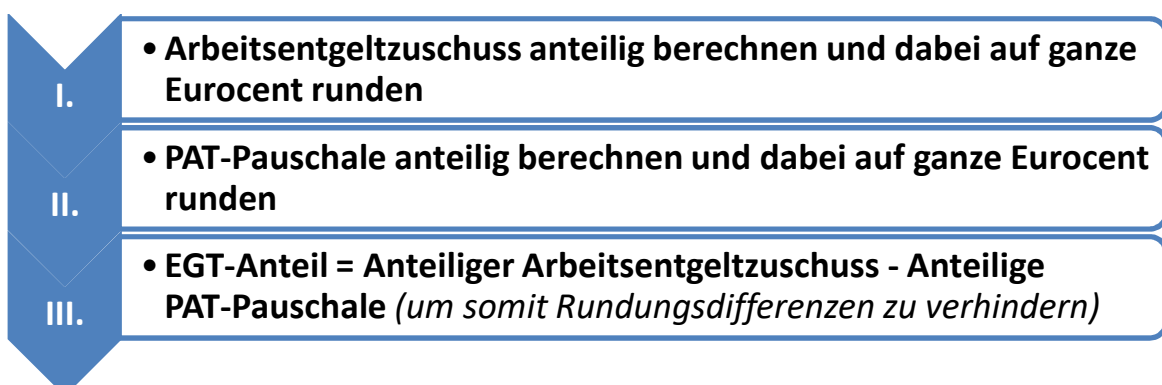 I.
• Arbeitsentgeltzuschuss anteilig berechnen und dabei auf ganze
Eurocent runden
II.
• PAT-Pauschale anteilig berechnen und dabei auf ganze Eurocent
runden
III.
• EGT-Anteil = Anteiliger Arbeitsentgeltzuschuss - Anteilige
PAT-Pauschale (um somit Rundungsdifferenzen zu verhindern)